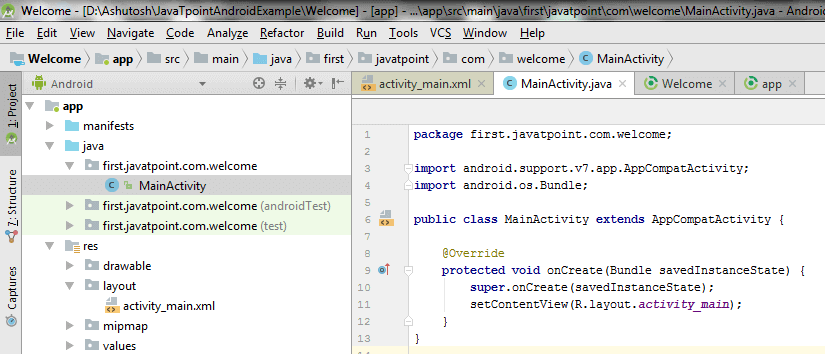 Welcome - [D:\Ashutosh\JavaTpointAndroidExample\Welcome] - [app] - ...\app\src\main\java\first\javatpoint\com\welcome\MainActivity.java - Andro
File Edit View Navigate Code Analyze Refactor Build Run Tools VCS Window Help
Welcome app src main java first javatpoint com welcome MainActivity
1: Project
7: Structure
Captures
Android
app
manifests
java
first.javatpoint.com.welcome
MainActivity
first.javatpoint.com.welcome (androidTest)
first.javatpoint.com.welcome (test)
res
drawable
layout
activity_main.xml
mipmap
values
activity_main.xml MainActivity.java Welcome app
1 package first.javatpoint.com.welcome;
2
3 import android.support.v7.app.AppCompatActivity;
4 import android.os.Bundle;
5
6 public class MainActivity extends AppCompatActivity {
7
8 @Override
9 protected void onCreate(Bundle savedInstanceState) {
10 super.onCreate(savedInstanceState);
11 setContentView(R.layout.activity_main);
12 }
13 }
14